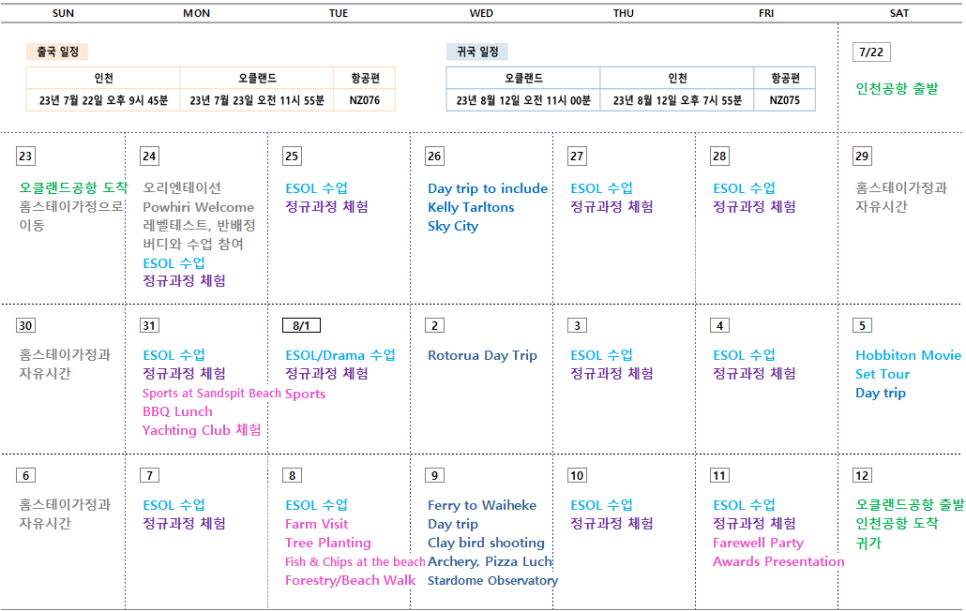 SUN MON TUE WED THU FRI SAT
출국 일정
인천 오클랜드 항공편
23년 7월 22일 오후 9시 45분 23년 7월 23일 오전 11시 55분 NZ076
귀국 일정
오클랜드 인천 항공편
23년 8월 12일 오전 11시 00분 23년 8월 12일 오후 7시 55분 NZ075
7/22
인천공항 출발
23
오클랜드공항 도착
홈스테이가정으로
이동
24
오리엔테이션
Powhiri Welcome
레벨테스트, 반배정
버디와 수업 참여
ESOL 수업
정규과정 체험
25
ESOL 수업
정규과정 체험
26
Day trip to include
Kelly Tarltons
Sky City
27
ESOL 수업
정규과정 체험
28
ESOL 수업
정규과정 체험
29
홈스테이가정과
자유시간
30
홈스테이가정과
자유시간
31
ESOL 수업
정규과정 체험
Sports at Sandspit Beach
BBQ Lunch
Yachting Club 체험
8/1
ESOL/Drama 수업
정규과정 체험
Sports
2
Rotorua Day Trip
3
ESOL 수업
정규과정 체험
4
ESOL 수업
정규과정 체험
5
Hobbiton Movie
Set Tour
Day trip
6
홈스테이가정과
자유시간
7
ESOL 수업
정규과정 체험
8
ESOL 수업
Farm Visit
Tree Planting
Fish & Chips at the beach
Forestry/Beach Walk
9
Ferry to Waiheke
Day trip
Clay bird shooting
Archery, Pizza Luch
Stardome Observatory
10
ESOL 수업
정규과정 체험
11
ESOL 수업
정규과정 체험
Farewell Party
Awards Presentation
12
오클랜드공항 출발
인천공항 도착
귀가